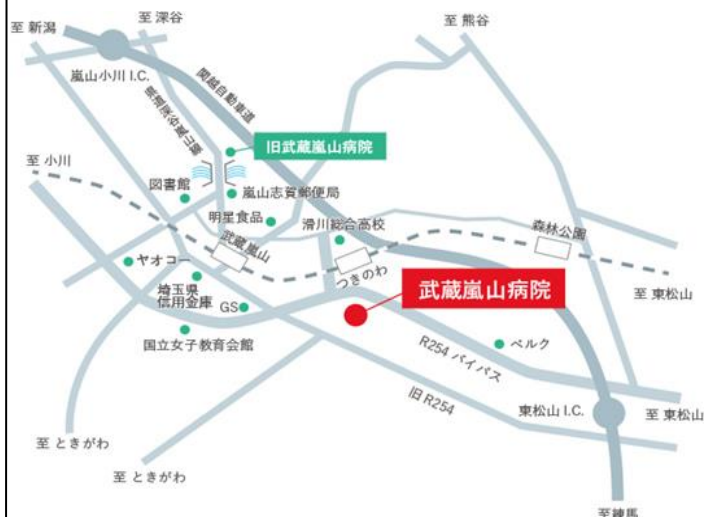 至 新潟
至 深谷
至 熊谷
嵐山小川 I.C.
関越自動車道
旧武蔵嵐山病院
至 小川
図書館
嵐山志賀郵便局
明星食品
滑川総合高校
森林公園
武蔵嵐山
つきのわ
ヤオコー
埼玉県
信用金庫
GS
武蔵嵐山病院
至 東松山
国立女子教育会館
R254 バイパス
ベルク
旧 R254
東松山 I.C.
至 東松山
至 ときがわ
至 ときがわ
至練馬